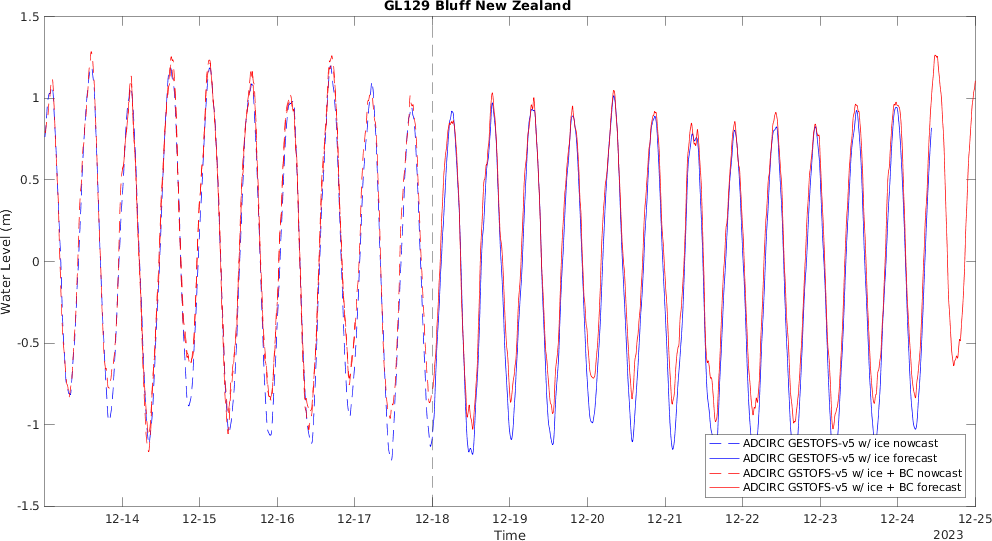 GL129 Bluff New Zealand
1.5
1
0.5
0
-0.5
-1
-1.5
Water Level (m)
12-14
12-15
12-16
12-17
12-18
12-19
12-20
12-21
12-22
12-23
12-24
12-25
Time
2023
ADCIRC GESTOFS-v5 w/ ice nowcast
ADCIRC GESTOFS-v5 w/ ice forecast
ADCIRC GSTOFS-v5 w/ ice + BC nowcast
ADCIRC GSTOFS-v5 w/ ice + BC forecast